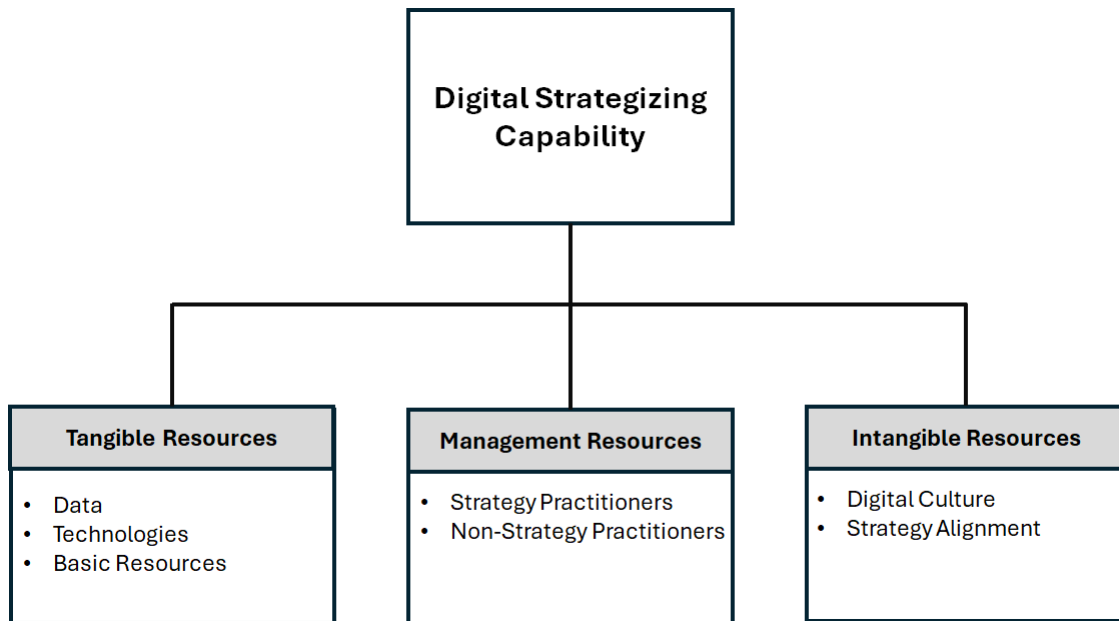 Digital Strategizing
Capability
Tangible Resources
• Data
• Technologies
• Basic Resources
Management Resources
• Strategy Practitioners
• Non-Strategy Practitioners
Intangible Resources
• Digital Culture
• Strategy Alignment